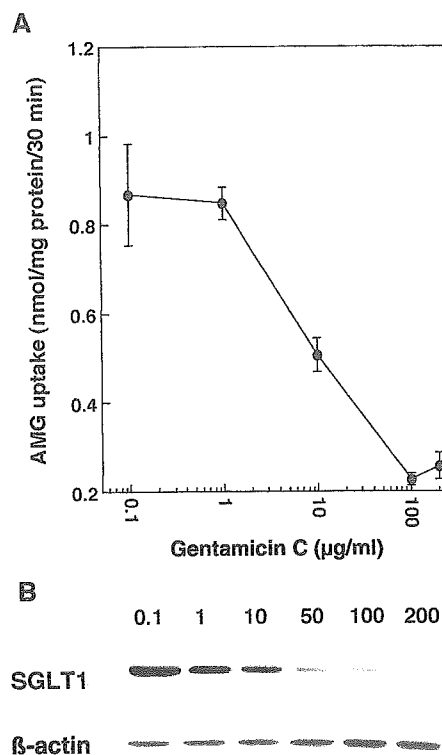 A
1.2
1
0.8
0.6
0.4
0.2
AMG uptake (nmol/mg protein/30 min)
0.1
1
10
100
Gentamicin C (µg/ml)
B
0.1 1 10 50 100 200
SGLT1
ß-actin